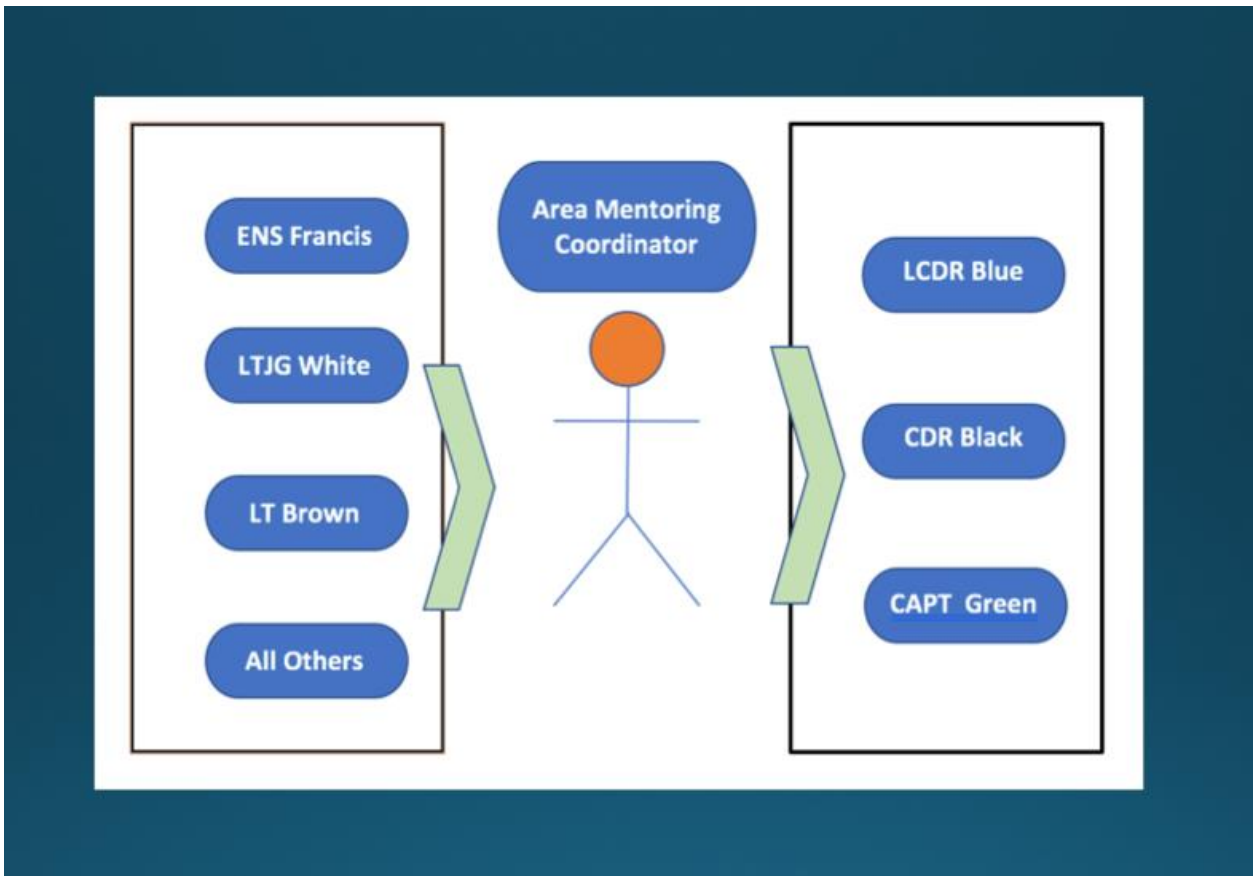 ENS Francis
LTJG White
LT Brown
All Others
Area Mentoring
Coordinator
LCDR Blue
CDR Black
CAPT  Green